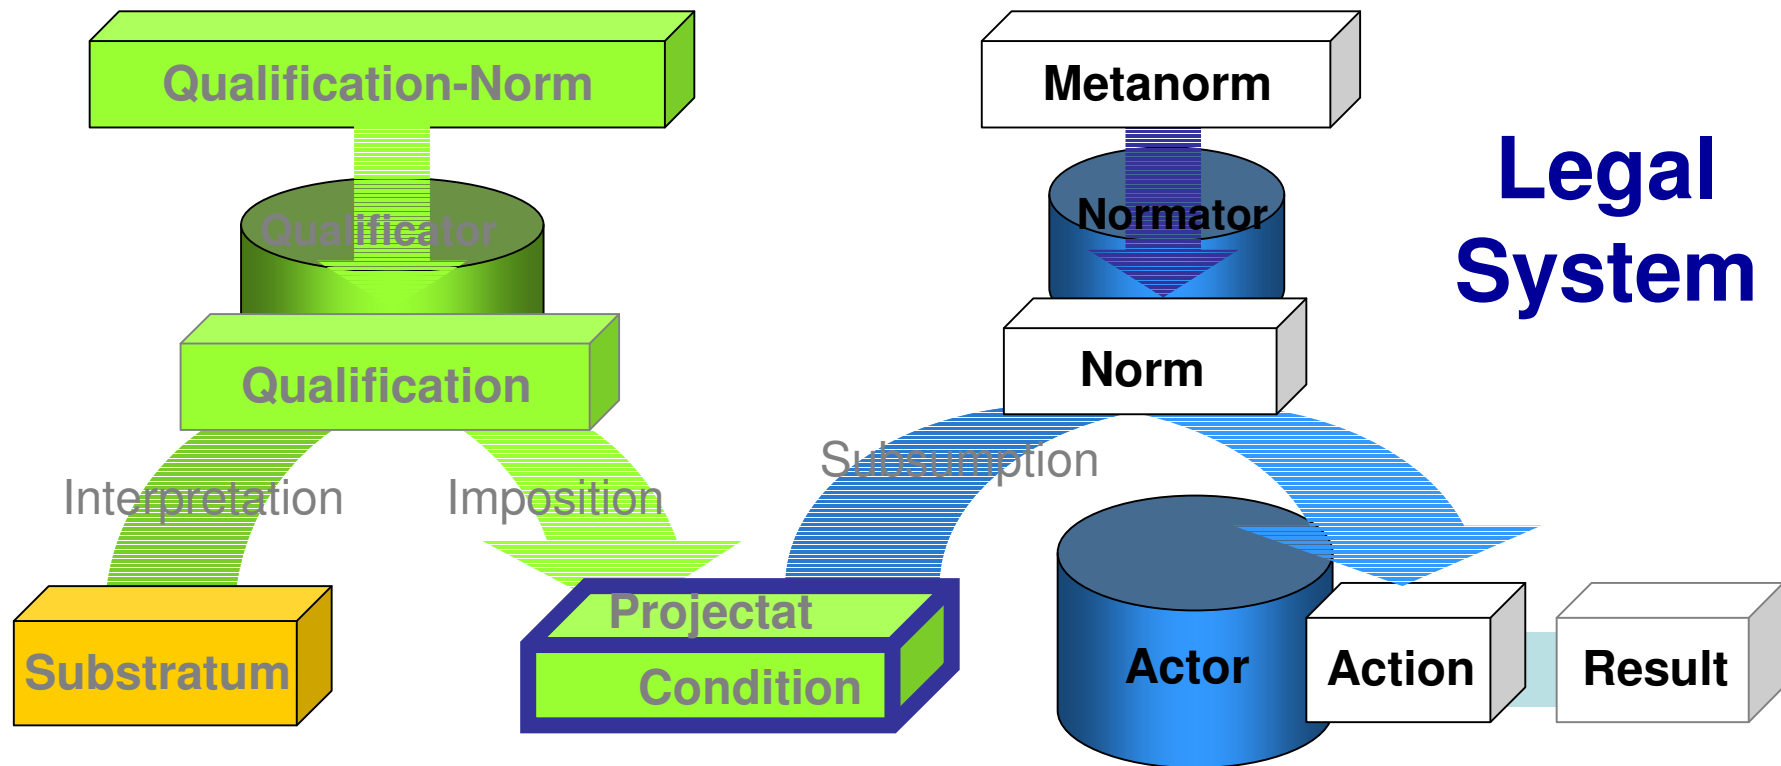 Qualification-Norm
Metanorm
Legal
System
Qualificator
Normator
Qualification
Norm
Interpretation
Imposition
Subsumption
Projectat
Substratum
Condition
Actor
Action
Result